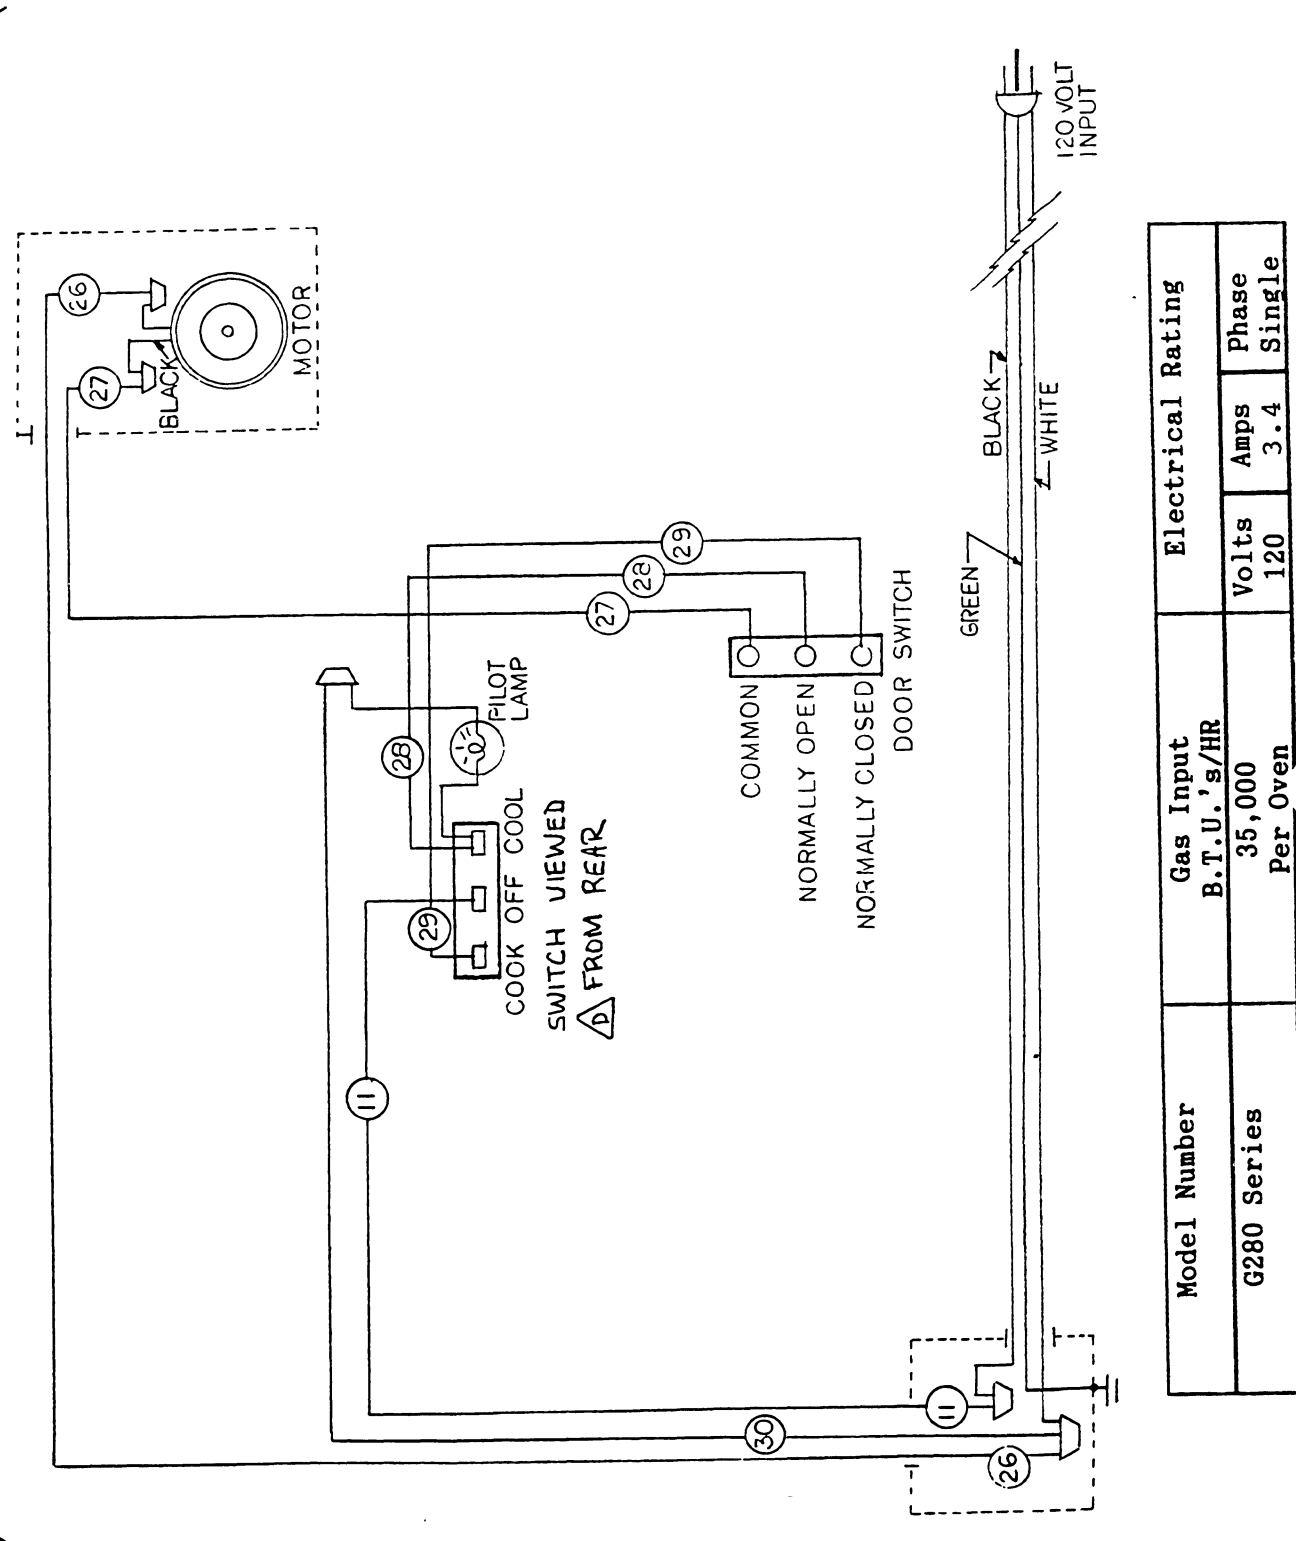 26
27
BLACK
MOTOR
29
28
27
PILOT
LAMP
28
29
COOK OFF COOL
SWITCH VIEWED
D FROM REAR
11
COMMON
NORMALLY OPEN
NORMALLY CLOSED
DOOR SWITCH
120 VOLT
INPUT
BLACK
WHITE
GREEN
11
30
26
Model Number
Gas Input
B.T.U.'s/HR
Electrical Rating
G280 Series
35,000
Per Oven
Volts
120
Amps
3.4
Phase
Single